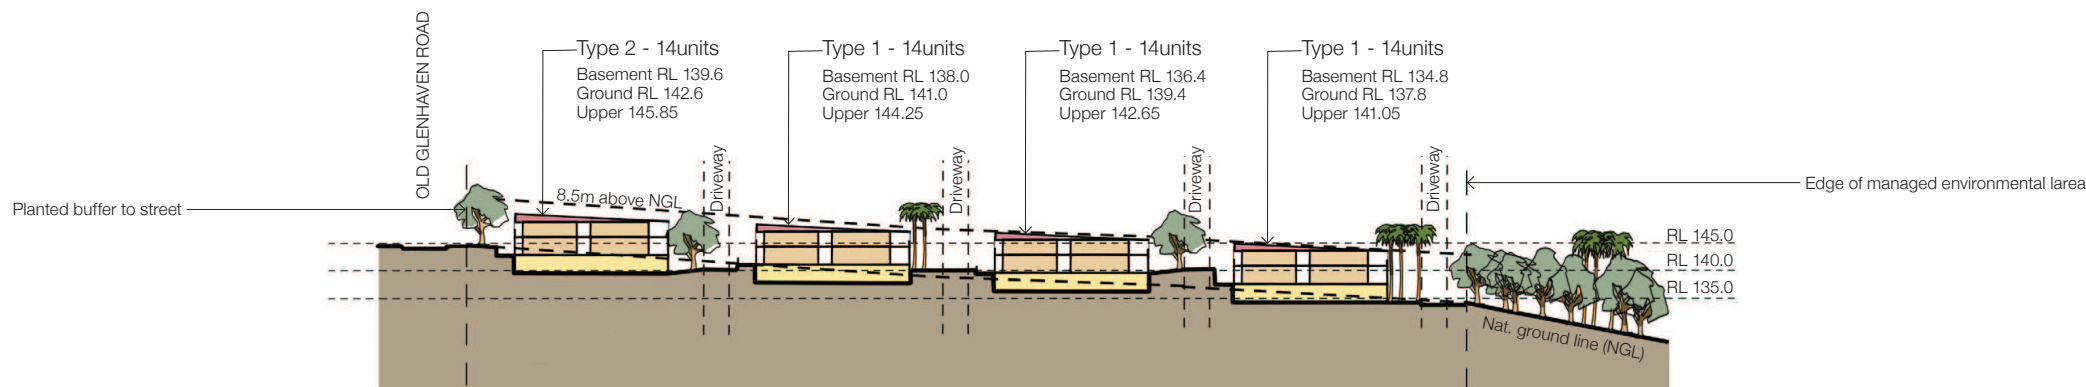 OLD GLENHAVEN ROAD
Type 2 - 14units
Basement RL 139.6
Ground RL 142.6
Upper 145.85
Type 1 - 14units
Basement RL 138.0
Ground RL 141.0
Upper 144.25
Type 1 - 14units
Basement RL 136.4
Ground RL 139.4
Upper 142.65
Type 1 - 14units
Basement RL 134.8
Ground RL 137.8
Upper 141.05
Planted buffer to street
8.5m above NGL
Driveway
Driveway
Driveway
Driveway
Edge of managed environmental larea
RL 145.0
RL 140.0
RL 135.0
Nat. ground line (NGL)